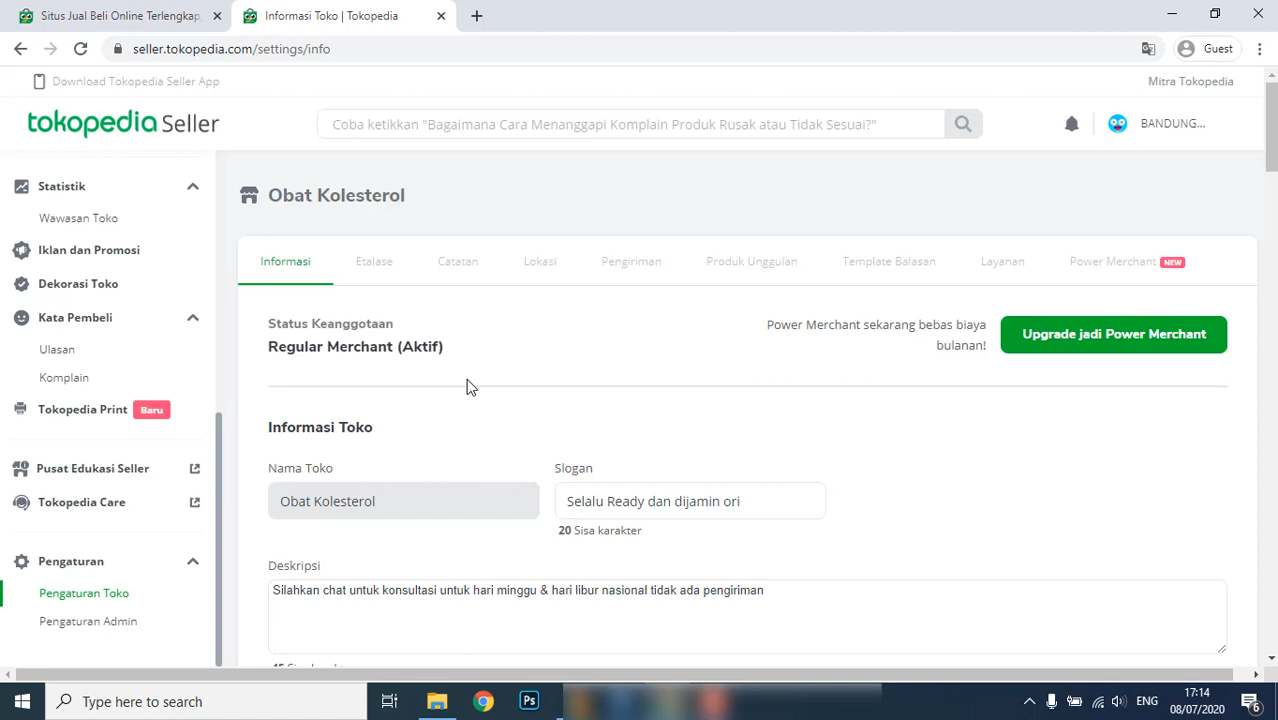 Situs Jual Beli Online Terlengkap,
Informasi Toko | Tokopedia
seller.tokopedia.com/settings/info
Guest
Download Tokopedia Seller App
Mitra Tokopedia
tokopedia Seller
Coba ketikkan "Bagaimana Cara Menanggapi Komplain Produk Rusak atau Tidak Sesuai?"
BANDUNG...
Statistik
Wawasan Toko
Iklan dan Promosi
Dekorasi Toko
Kata Pembeli
Ulasan
Komplain
Tokopedia Print Baru
Pusat Edukasi Seller
Tokopedia Care
Pengaturan
Pengaturan Toko
Pengaturan Admin
Obat Kolesterol
Informasi Etalase Catatan Lokasi Pengiriman Produk Unggulan Template Balasan Layanan Power Merchant NEW
Status Keanggotaan
Regular Merchant (Aktif)
Power Merchant sekarang bebas biaya
bulanan!
Upgrade jadi Power Merchant
Informasi Toko
Nama Toko
Slogan
Obat Kolesterol
Selalu Ready dan dijamin ori
20 Sisa karakter
Deskripsi
Silahkan chat untuk konsultasi untuk hari minggu & hari libur nasional tidak ada pengiriman
Type here to search
Ps
ENG
17:14
08/07/2020
6